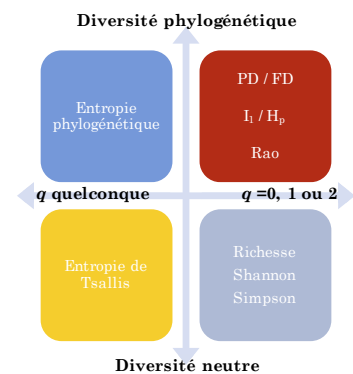 Diversité phylogénétique
Entropie
phylogénétique
PD / FD
I₁ / Hₚ
Rao
q quelconque
q =0, 1 ou 2
Entropie de
Tsallis
Richesse
Shannon
Simpson
Diversité neutre